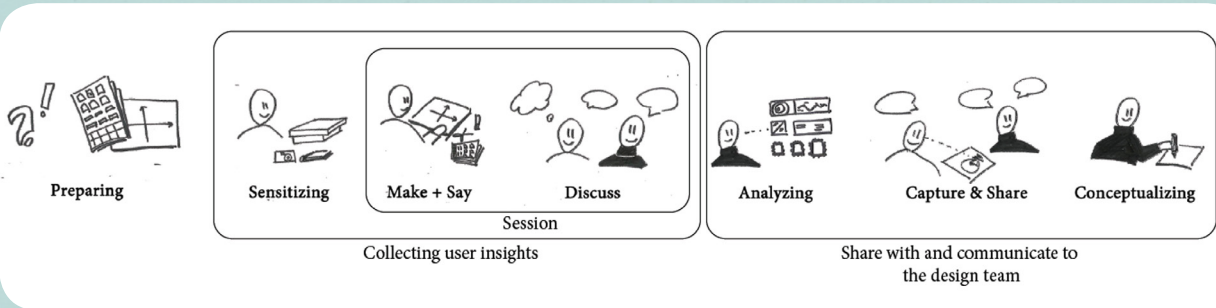 ?!
Preparing
Sensitizing
Make + Say
Discuss
Session
Collecting user insights
Analyzing
Capture & Share
Conceptualizing
Share with and communicate to
the design team